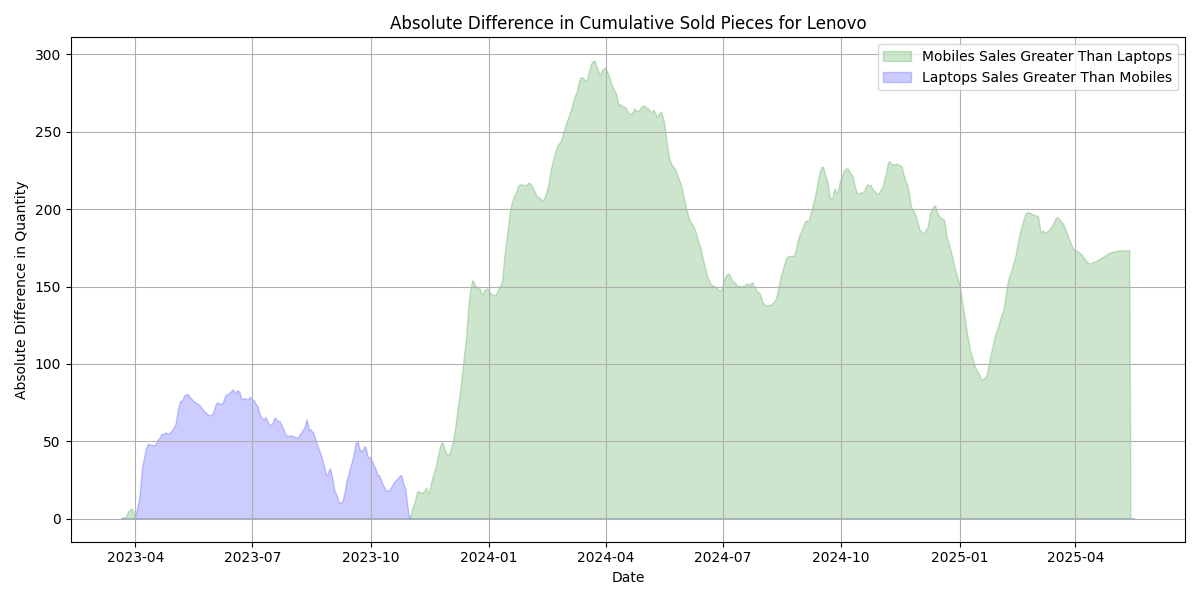 Absolute Difference in Cumulative Sold Pieces for Lenovo
Mobiles Sales Greater Than Laptops
Laptops Sales Greater Than Mobiles
Absolute Difference in Quantity
300
250
200
150
100
50
0
2023-04 2023-07 2023-10 2024-01 2024-04 2024-07 2024-10 2025-01 2025-04
Date